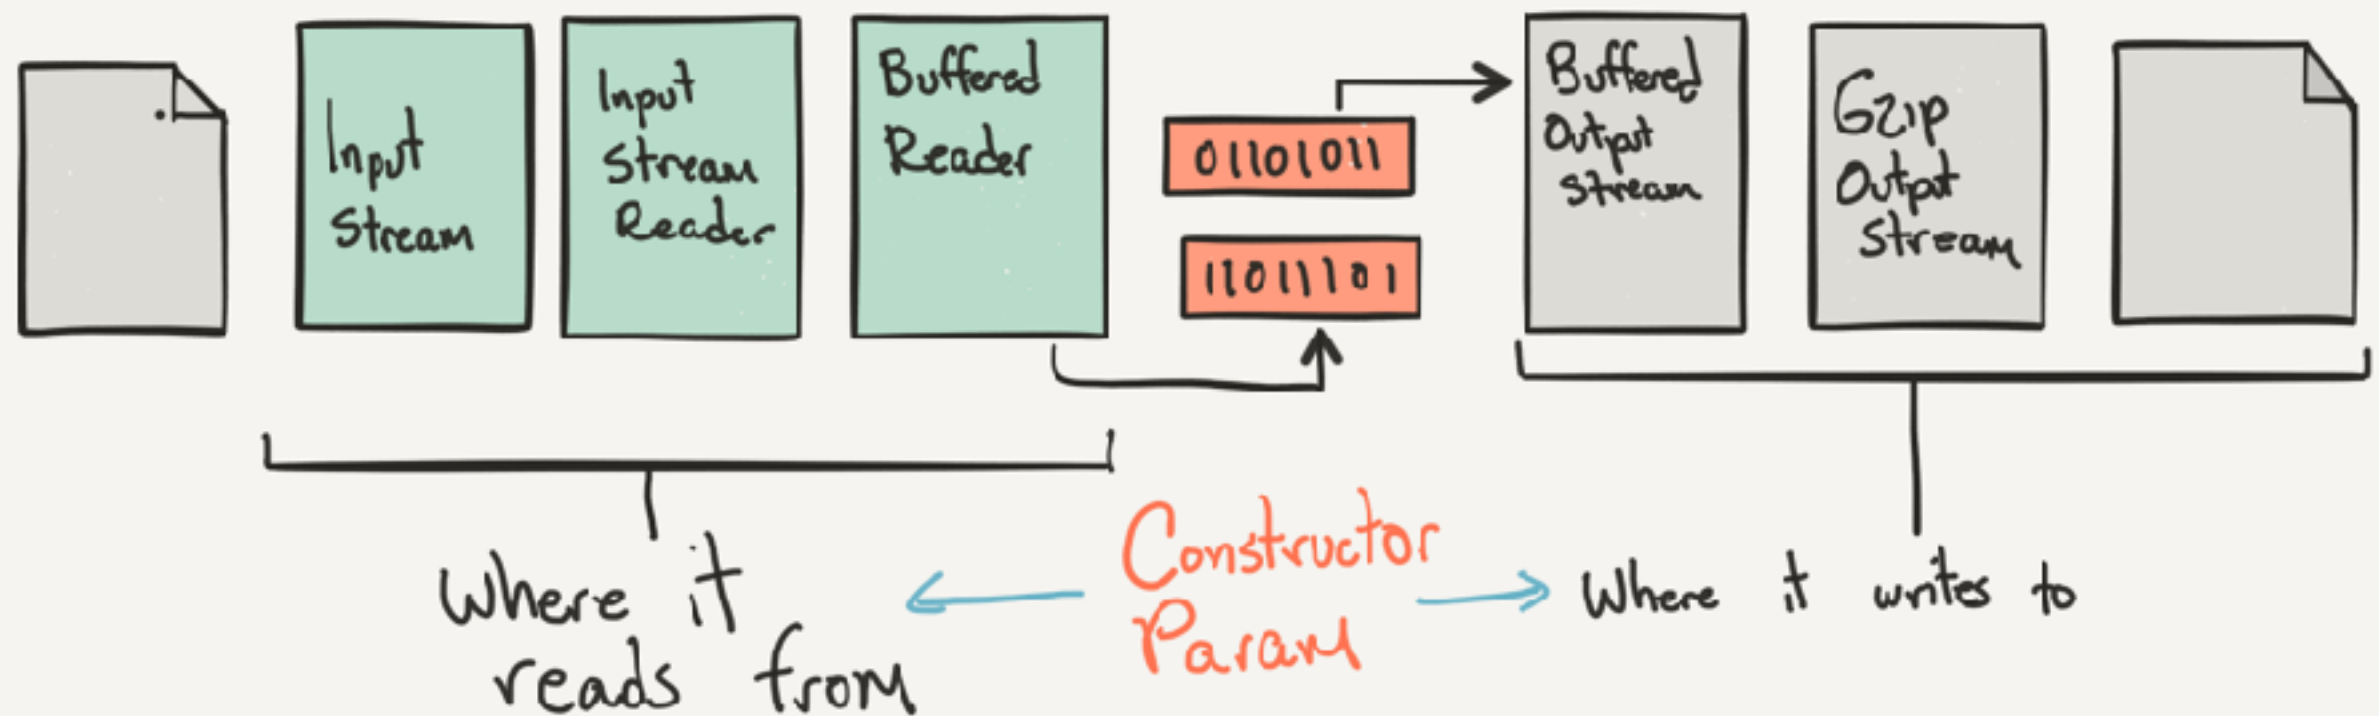 Input
Stream
Input
Stream
Reader
Buffered
Reader
01101011
11011101
Buffered
Output
Stream
Gzip
Output
Stream
Where it
reads from
Constructor
Param
Where it writes to